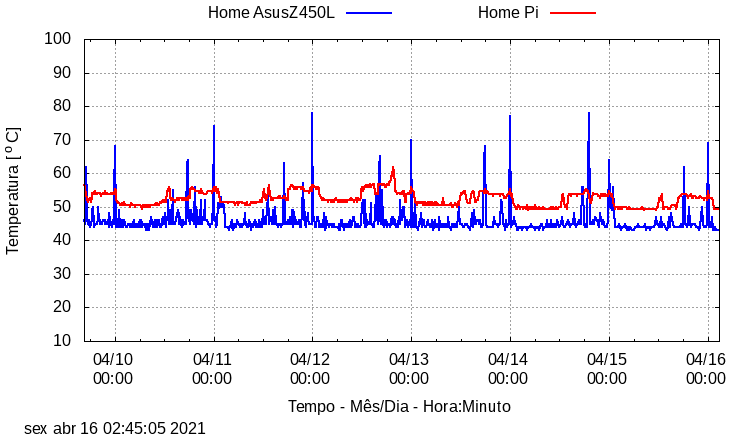 Home AsusZ450L
Home Pi
Temperatura [ º C]
100
90
80
70
60
50
40
30
20
10
04/10 04/11 04/12 04/13 04/14 04/15 04/16
00:00 00:00 00:00 00:00 00:00 00:00 00:00
Tempo - Mês/Dia - Hora:Minuto
sex abr 16 02:45:05 2021